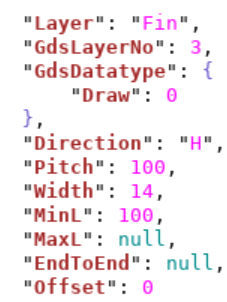 "Layer": "Fin",
"GdsLayerNo": 3,
"GdsDatatype": {
    "Draw": 0
},
"Direction": "H",
"Pitch": 100,
"Width": 14,
"MinL": 100,
"MaxL": null,
"EndToEnd": null,
"Offset": 0